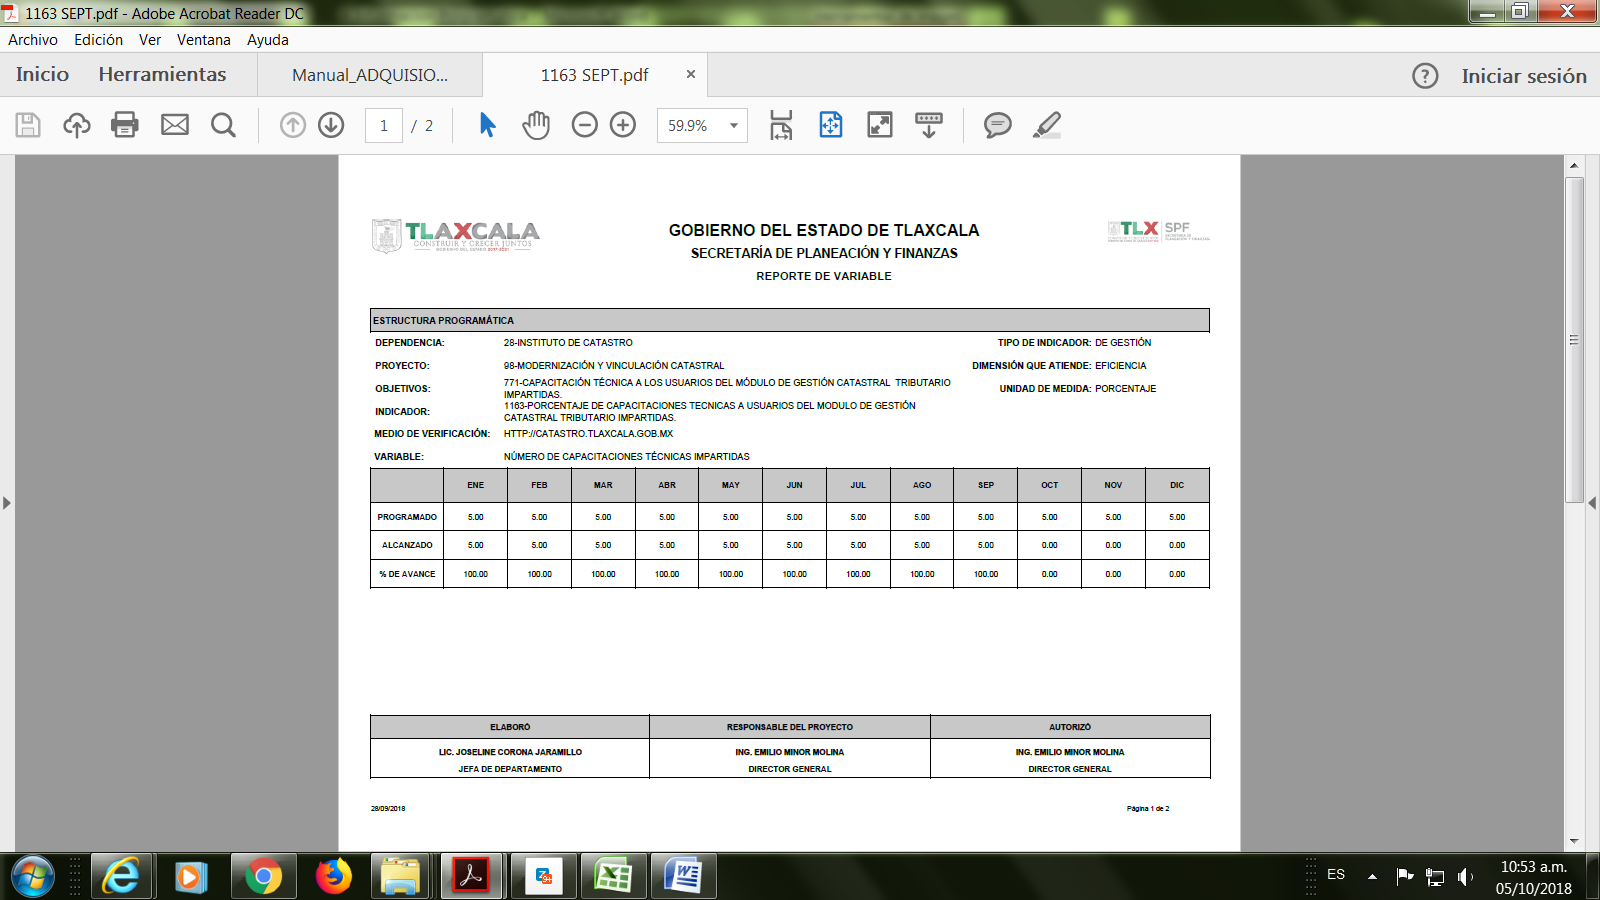 1163 SEPT.pdf - Adobe Acrobat Reader DC
Archivo Edición Ver Ventana Ayuda
Inicio Herramientas Manual_ADQUISIO... 1163 SEPT.pdf × Iniciar sesión
1 / 2 59.9%
TLAXCALA
CONSTRUIR Y CRECER JUNTOS
GOBIERNO DEL ESTADO 2017-2021
GOBIERNO DEL ESTADO DE TLAXCALA
SECRETARÍA DE PLANEACIÓN Y FINANZAS
REPORTE DE VARIABLE
TLX SPF
ESTRUCTURA PROGRAMÁTICA
DEPENDENCIA: 28-INSTITUTO DE CATASTRO TIPO DE INDICADOR: DE GESTIÓN
PROYECTO: 98-MODERNIZACIÓN Y VINCULACIÓN CATASTRAL DIMENSIÓN QUE ATIENDE: EFICIENCIA
OBJETIVOS: 771-CAPACITACIÓN TÉCNICA A LOS USUARIOS DEL MÓDULO DE GESTIÓN CATASTRAL TRIBUTARIO UNIDAD DE MEDIDA: PORCENTAJE
IMPARTIDAS.
INDICADOR: 1163-PORCENTAJE DE CAPACITACIONES TECNICAS A USUARIOS DEL MODULO DE GESTIÓN
CATASTRAL TRIBUTARIO IMPARTIDAS.
MEDIO DE VERIFICACIÓN: HTTP://CATASTRO.TLAXCALA.GOB.MX
VARIABLE: NÚMERO DE CAPACITACIONES TÉCNICAS IMPARTIDAS
ENE FEB MAR ABR MAY JUN JUL AGO SEP OCT NOV DIC
PROGRAMADO 5.00 5.00 5.00 5.00 5.00 5.00 5.00 5.00 5.00 5.00 5.00 5.00
ALCANZADO 5.00 5.00 5.00 5.00 5.00 5.00 5.00 5.00 5.00 0.00 0.00 0.00
% DE AVANCE 100.00 100.00 100.00 100.00 100.00 100.00 100.00 100.00 100.00 0.00 0.00 0.00
ELABORÓ RESPONSABLE DEL PROYECTO AUTORIZÓ
LIC. JOSELINE CORONA JARAMILLO ING. EMILIO MINOR MOLINA ING. EMILIO MINOR MOLINA
JEFA DE DEPARTAMENTO DIRECTOR GENERAL DIRECTOR GENERAL
28/09/2018 Página 1 de 2
ES 10:53 a.m.
05/10/2018